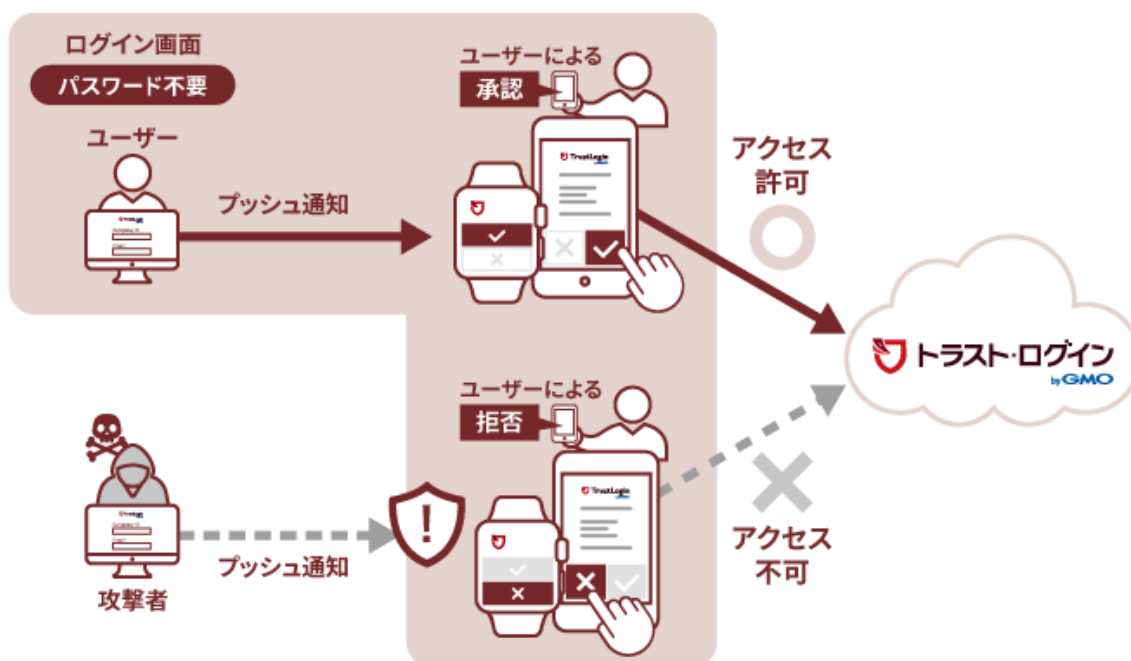 ログイン画面
パスワード不要
ユーザー
プッシュ通知
ユーザーによる
承認
TrustLogin
アクセス
許可
トラスト・ログイン
by GMO
ユーザーによる
拒否
TrustLogin
プッシュ通知
攻撃者
アクセス
不可